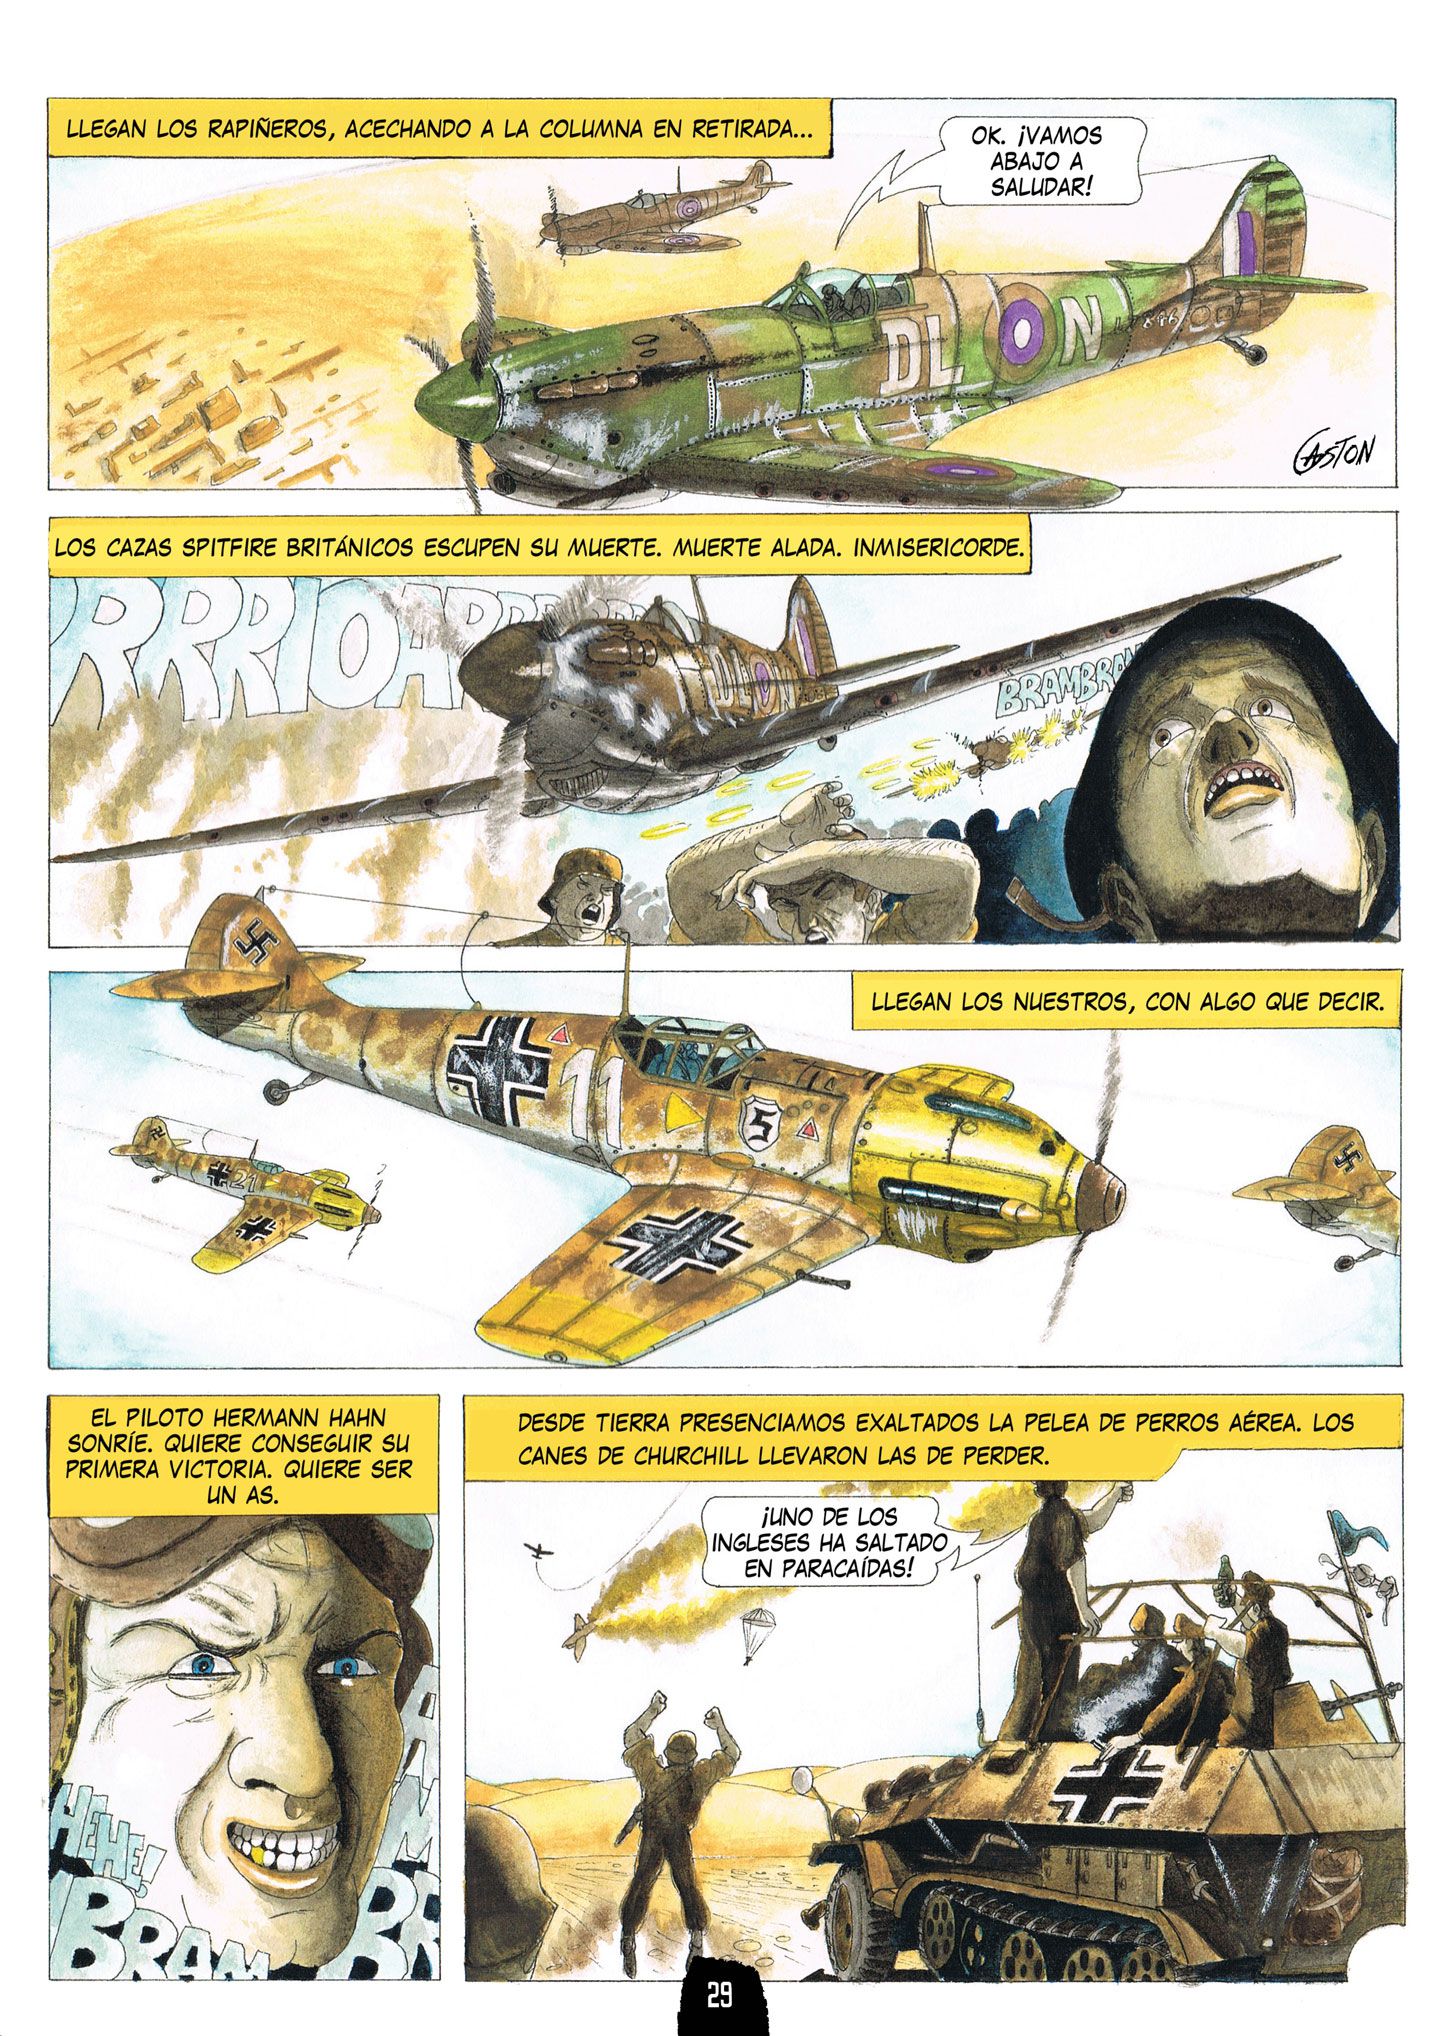 LLEGAN LOS RAPIÑEROS, ACECHANDO A LA COLUMNA EN RETIRADA...
OK. ¡VAMOS
ABAJO A
SALUDAR!
DL N
GASTON
LOS CAZAS SPITFIRE BRITÁNICOS ESCUPEN SU MUERTE. MUERTE ALADA. INMISERICORDE.
BRAMBRAM
DL N
LLEGAN LOS NUESTROS, CON ALGO QUE DECIR.
11
S
21
EL PILOTO HERMANN HAHN
SONRÍE. QUIERE CONSEGUIR SU
PRIMERA VICTORIA. QUIERE SER
UN AS.
HEHE!
BRAM
DESDE TIERRA PRESENCIAMOS EXALTADOS LA PELEA DE PERROS AÉREA. LOS
CANES DE CHURCHILL LLEVARON LAS DE PERDER.
¡UNO DE LOS
INGLESES HA SALTADO
EN PARACAÍDAS!
29